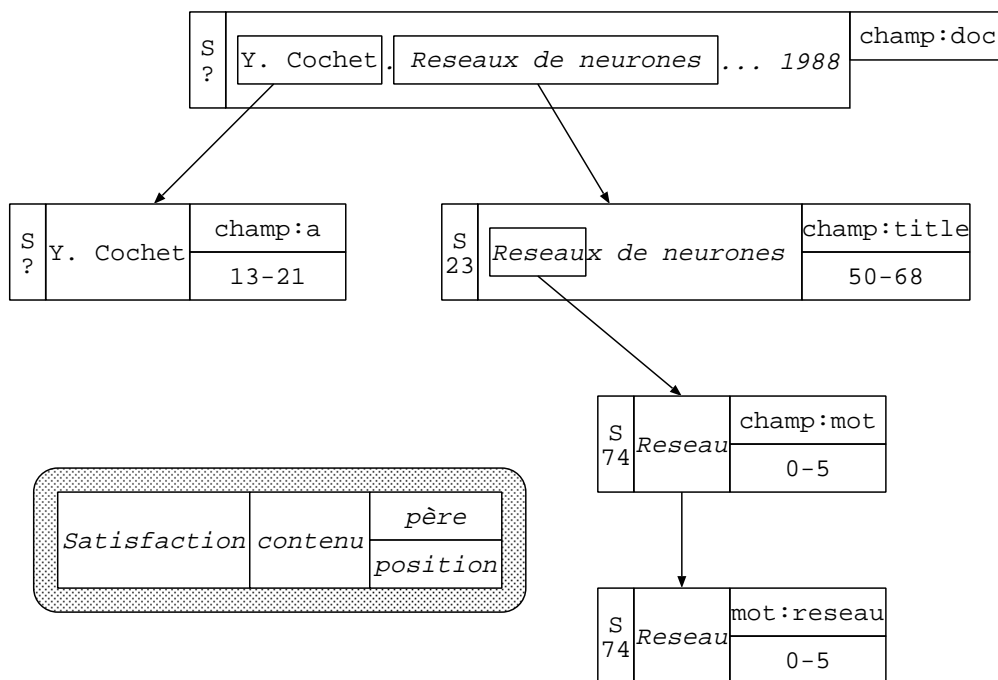 S
?
Y. Cochet. Reseaux de neurones ... 1988
champ:doc
S
?
Y. Cochet
champ:a
13-21
S
23
Reseaux de neurones
champ:title
50-68
S
74
Reseau
champ:mot
0-5
Satisfaction
contenu
père
position
S
74
Reseau
mot:reseau
0-5